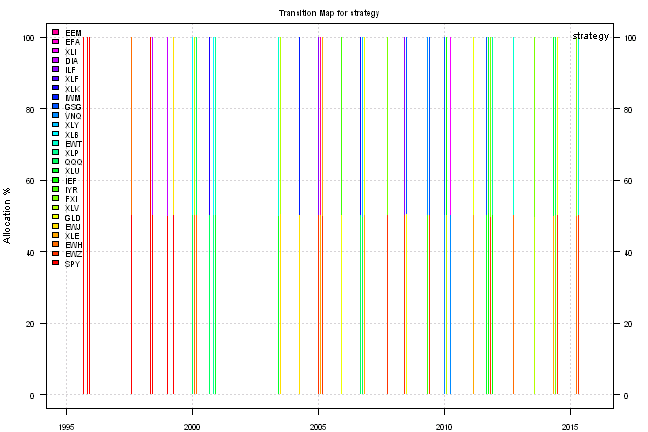 Transition Map for strategy
strategy
EEM
EFA
XLI
DIA
ILF
XLF
XLK
IWM
GSG
VNQ
XLY
XLB
EWT
XLP
QQQ
XLU
IEF
IYR
FXI
XLV
GLD
EWJ
XLE
EWH
EWZ
SPY
Allocation %
100
80
60
40
20
0
100
80
60
40
20
0
1995
2000
2005
2010
2015